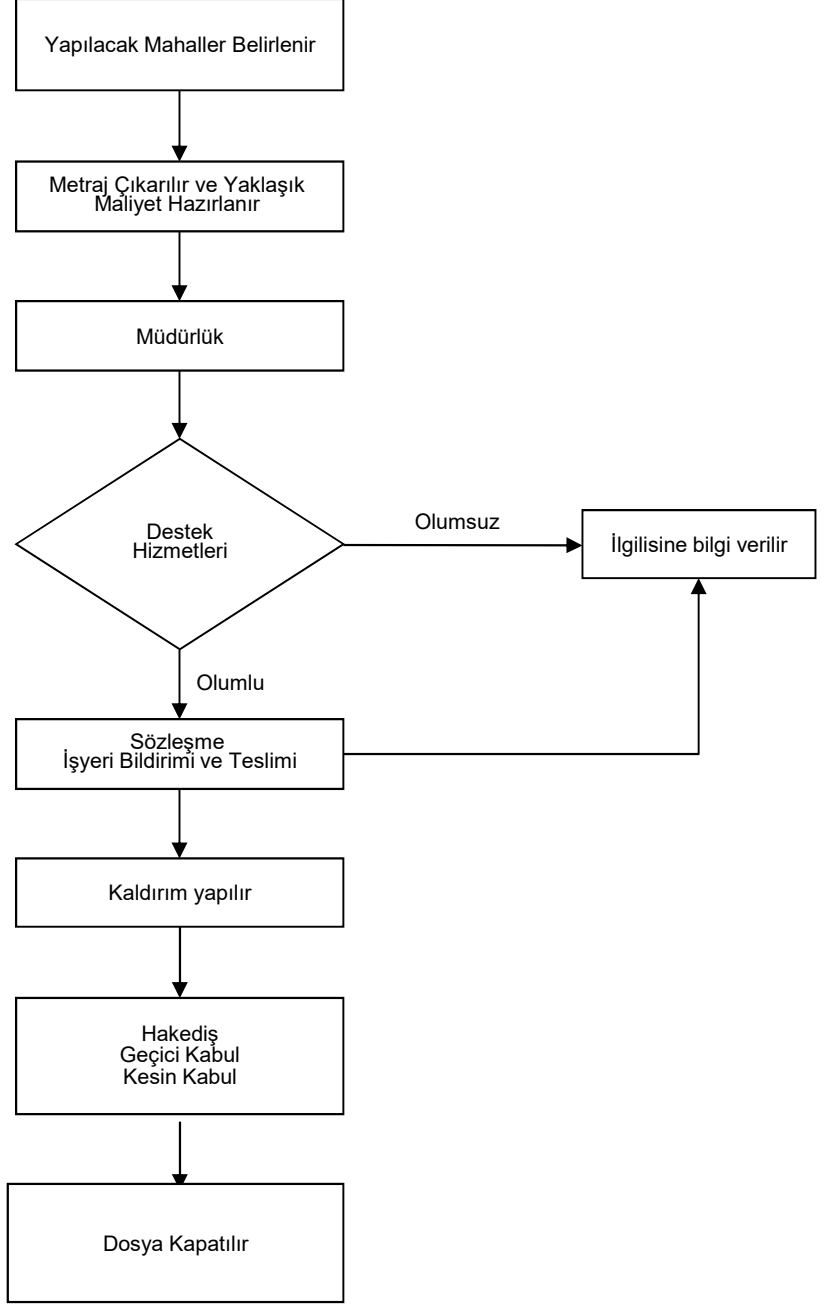 Yapılacak Mahaller Belirlenir
Metraj Çıkarılır ve Yaklaşık
Maliyet Hazırlanır
Müdürlük
Destek
Hizmetleri
Olumsuz
İlgilisine bilgi verilir
Olumlu
Sözleşme
İşyeri Bildirimi ve Teslimi
Kaldırım yapılır
Hakediş
Geçici Kabul
Kesin Kabul
Dosya Kapatılır